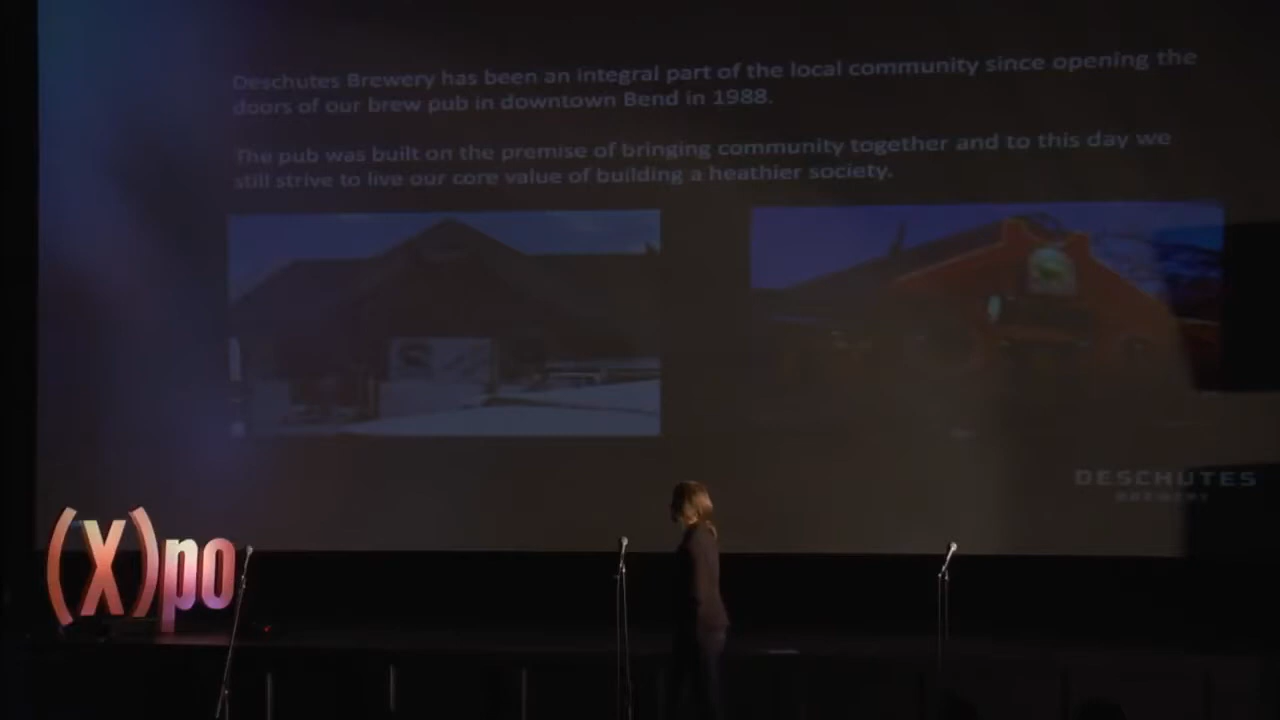 Deschutes Brewery has been an integral part of the local community since opening the
doors of our brew pub in downtown Bend in 1988.
The pub was built on the premise of bringing community together and to this day we
still strive to live our core value of building a heathier society.
DESCHUTES
BREWERY
(X)po